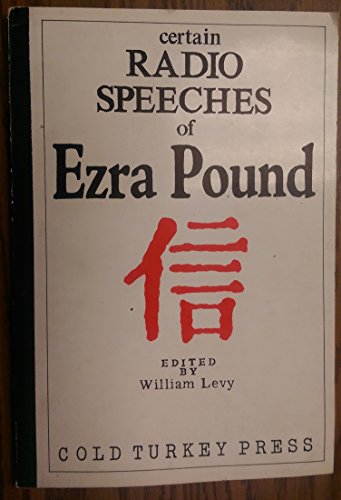 certain
RADIO
SPEECHES
of
Ezra Pound
信
EDITED
BY
William Levy
COLD TURKEY PRESS